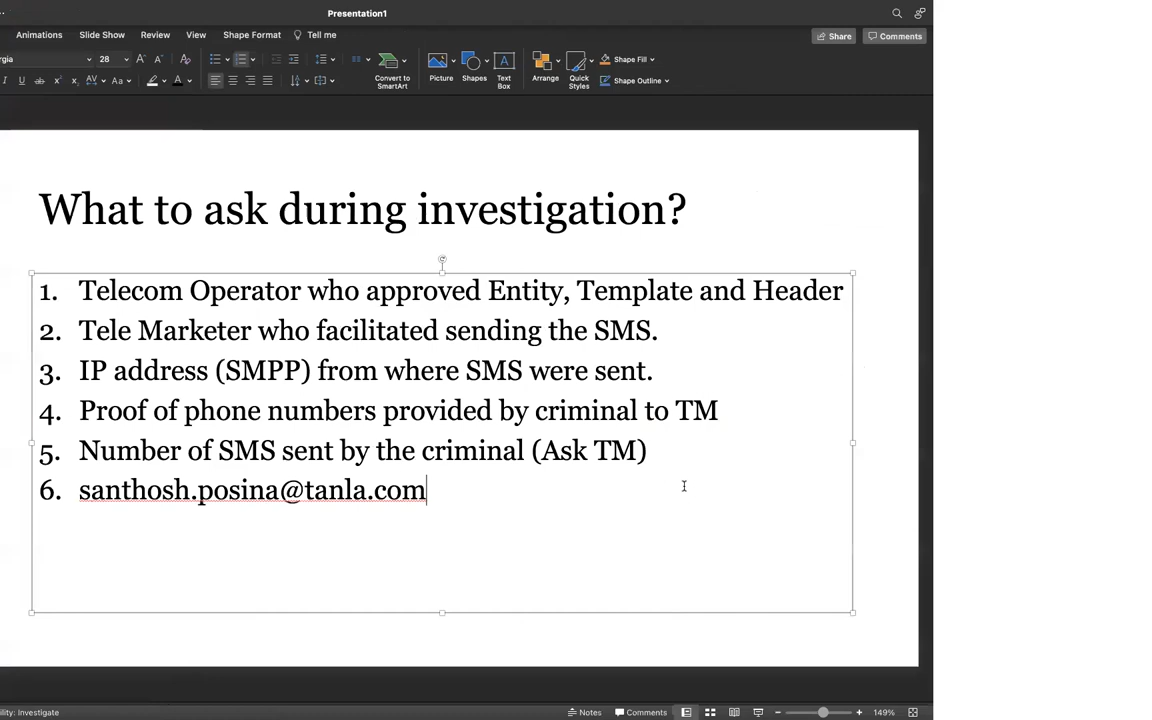 Presentation1
Animations Slide Show Review View Shape Format Tell me
Share Comments
rgia 28
Convert to SmartArt
Picture Shapes Text Box Arrange Quick Styles Shape Fill
Shape Outline
What to ask during investigation?
1. Telecom Operator who approved Entity, Template and Header
2. Tele Marketer who facilitated sending the SMS.
3. IP address (SMPP) from where SMS were sent.
4. Proof of phone numbers provided by criminal to TM
5. Number of SMS sent by the criminal (Ask TM)
6. santhosh.posina@tanla.com
ility: Investigate Notes Comments 149%